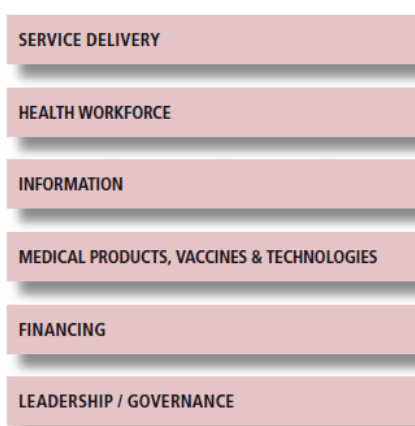 SERVICE DELIVERY
HEALTH WORKFORCE
INFORMATION
MEDICAL PRODUCTS, VACCINES & TECHNOLOGIES
FINANCING
LEADERSHIP / GOVERNANCE